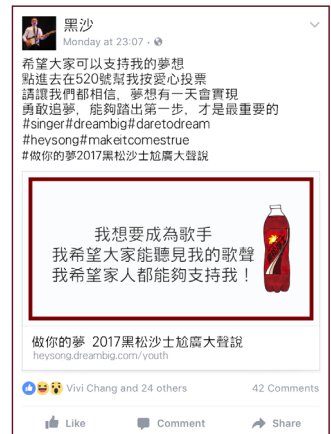 黑沙
Monday at 23:07 ·
希望大家可以支持我的夢想
點進去在520號幫我按愛心投票
請讓我們都相信，夢想有一天會實現
勇敢追夢，能夠踏出第一步，才是最重要的
#singer#dreambig#daretodream
#heysong#makeitcomestrue
#做你的夢2017黑松沙士尬廣大聲說
我想要成為歌手
我希望大家能聽見我的歌聲
我希望家人都能夠支持我！
做你的夢 2017黑松沙士尬廣大聲說
heysong.dreambig.com/youth
Vivi Chang and 24 others 42 Comments
Like Comment Share